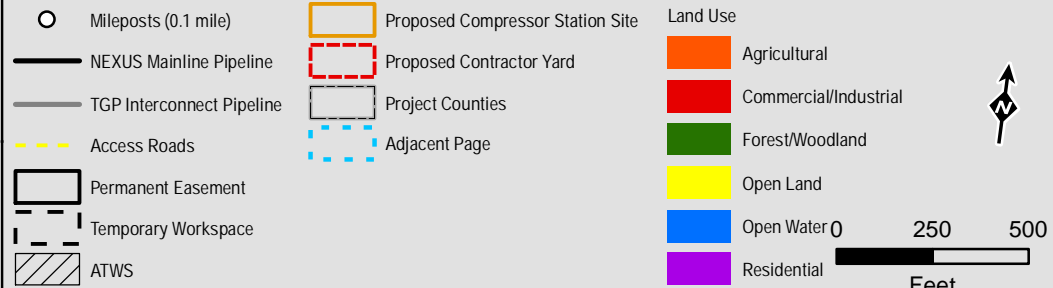 Mileposts (0.1 mile)
NEXUS Mainline Pipeline
TGP Interconnect Pipeline
Access Roads
Permanent Easement
Temporary Workspace
ATWS
Proposed Compressor Station Site
Proposed Contractor Yard
Project Counties
Adjacent Page
Land Use
Agricultural
Commercial/Industrial
Forest/Woodland
Open Land
Open Water
Residential
N
0 250 500
Feet